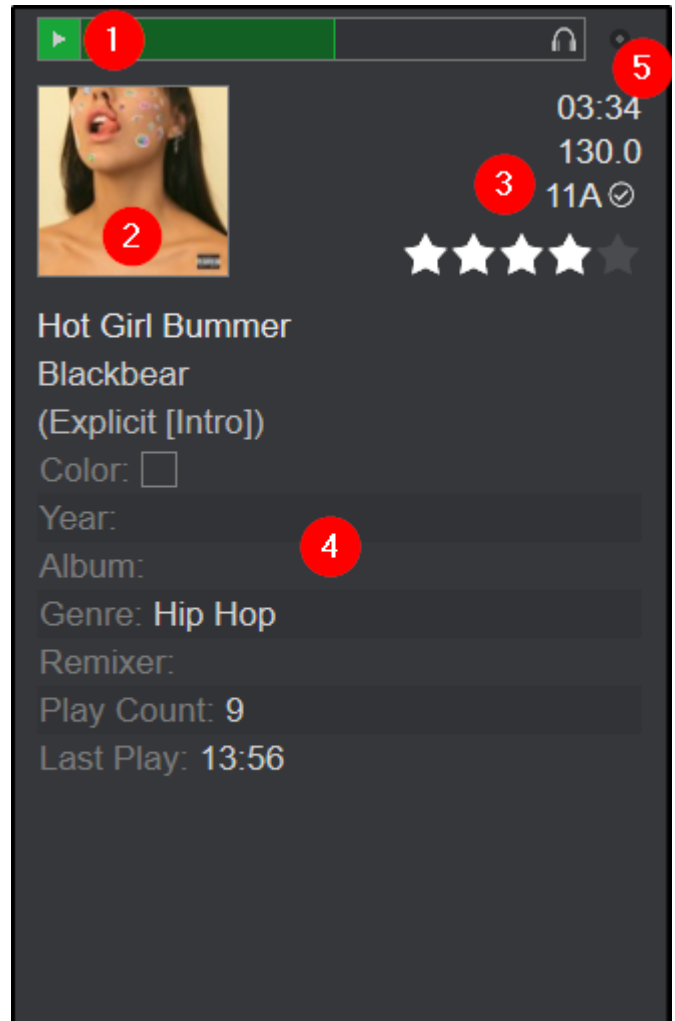 1
5
03:34
130.0
3
11A
2
Hot Girl Bummer
Blackbear
(Explicit [Intro])
Color:
Year:
4
Album:
Genre: Hip Hop
Remixer:
Play Count: 9
Last Play: 13:56